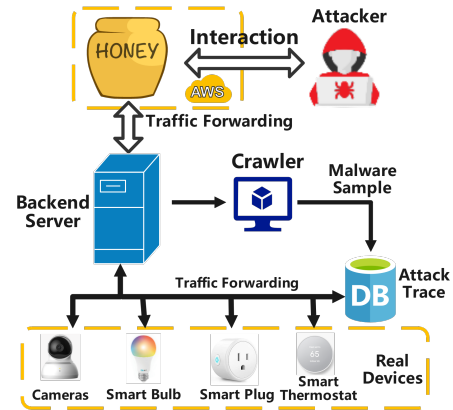 Attacker
HONEY
Interaction
AWS
Traffic Forwarding
Crawler
Malware
Sample
Backend
Server
Traffic Forwarding
DB
Attack
Trace
65
Real
Devices
Cameras
Smart Bulb
Smart Plug
Smart
Thermostat